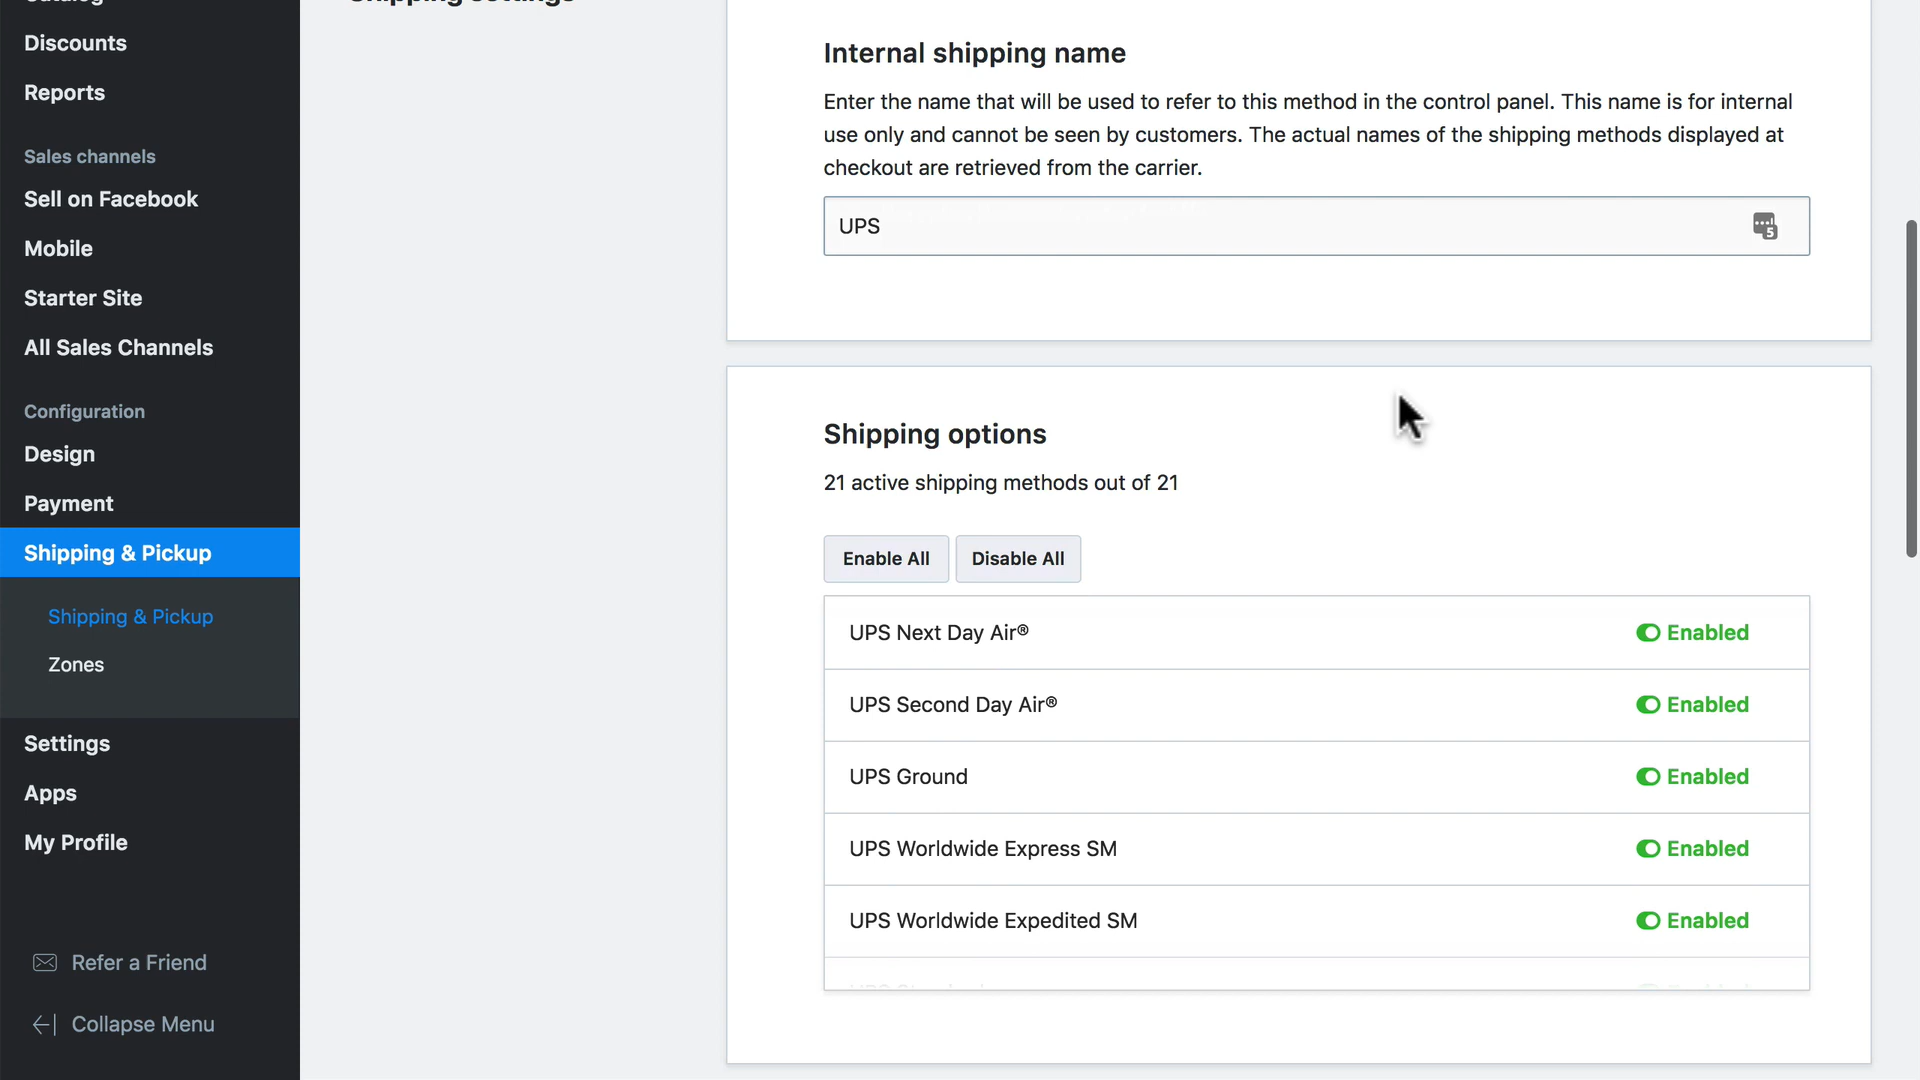 Discounts
Reports
Sales channels
Sell on Facebook
Mobile
Starter Site
All Sales Channels
Configuration
Design
Payment
Shipping & Pickup
Shipping & Pickup
Zones
Settings
Apps
My Profile
Refer a Friend
Collapse Menu
Internal shipping name
Enter the name that will be used to refer to this method in the control panel. This name is for internal
use only and cannot be seen by customers. The actual names of the shipping methods displayed at
checkout are retrieved from the carrier.
UPS
5
Shipping options
21 active shipping methods out of 21
Enable All Disable All
UPS Next Day Air® Enabled
UPS Second Day Air® Enabled
UPS Ground Enabled
UPS Worldwide Express SM Enabled
UPS Worldwide Expedited SM Enabled